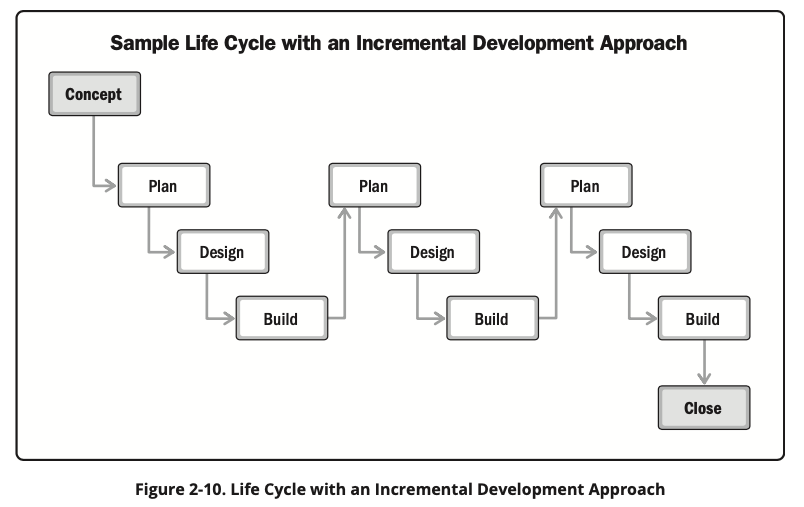 Sample Life Cycle with an Incremental Development Approach
Concept
Plan
Design
Build
Plan
Design
Build
Plan
Design
Build
Close
Figure 2-10. Life Cycle with an Incremental Development Approach